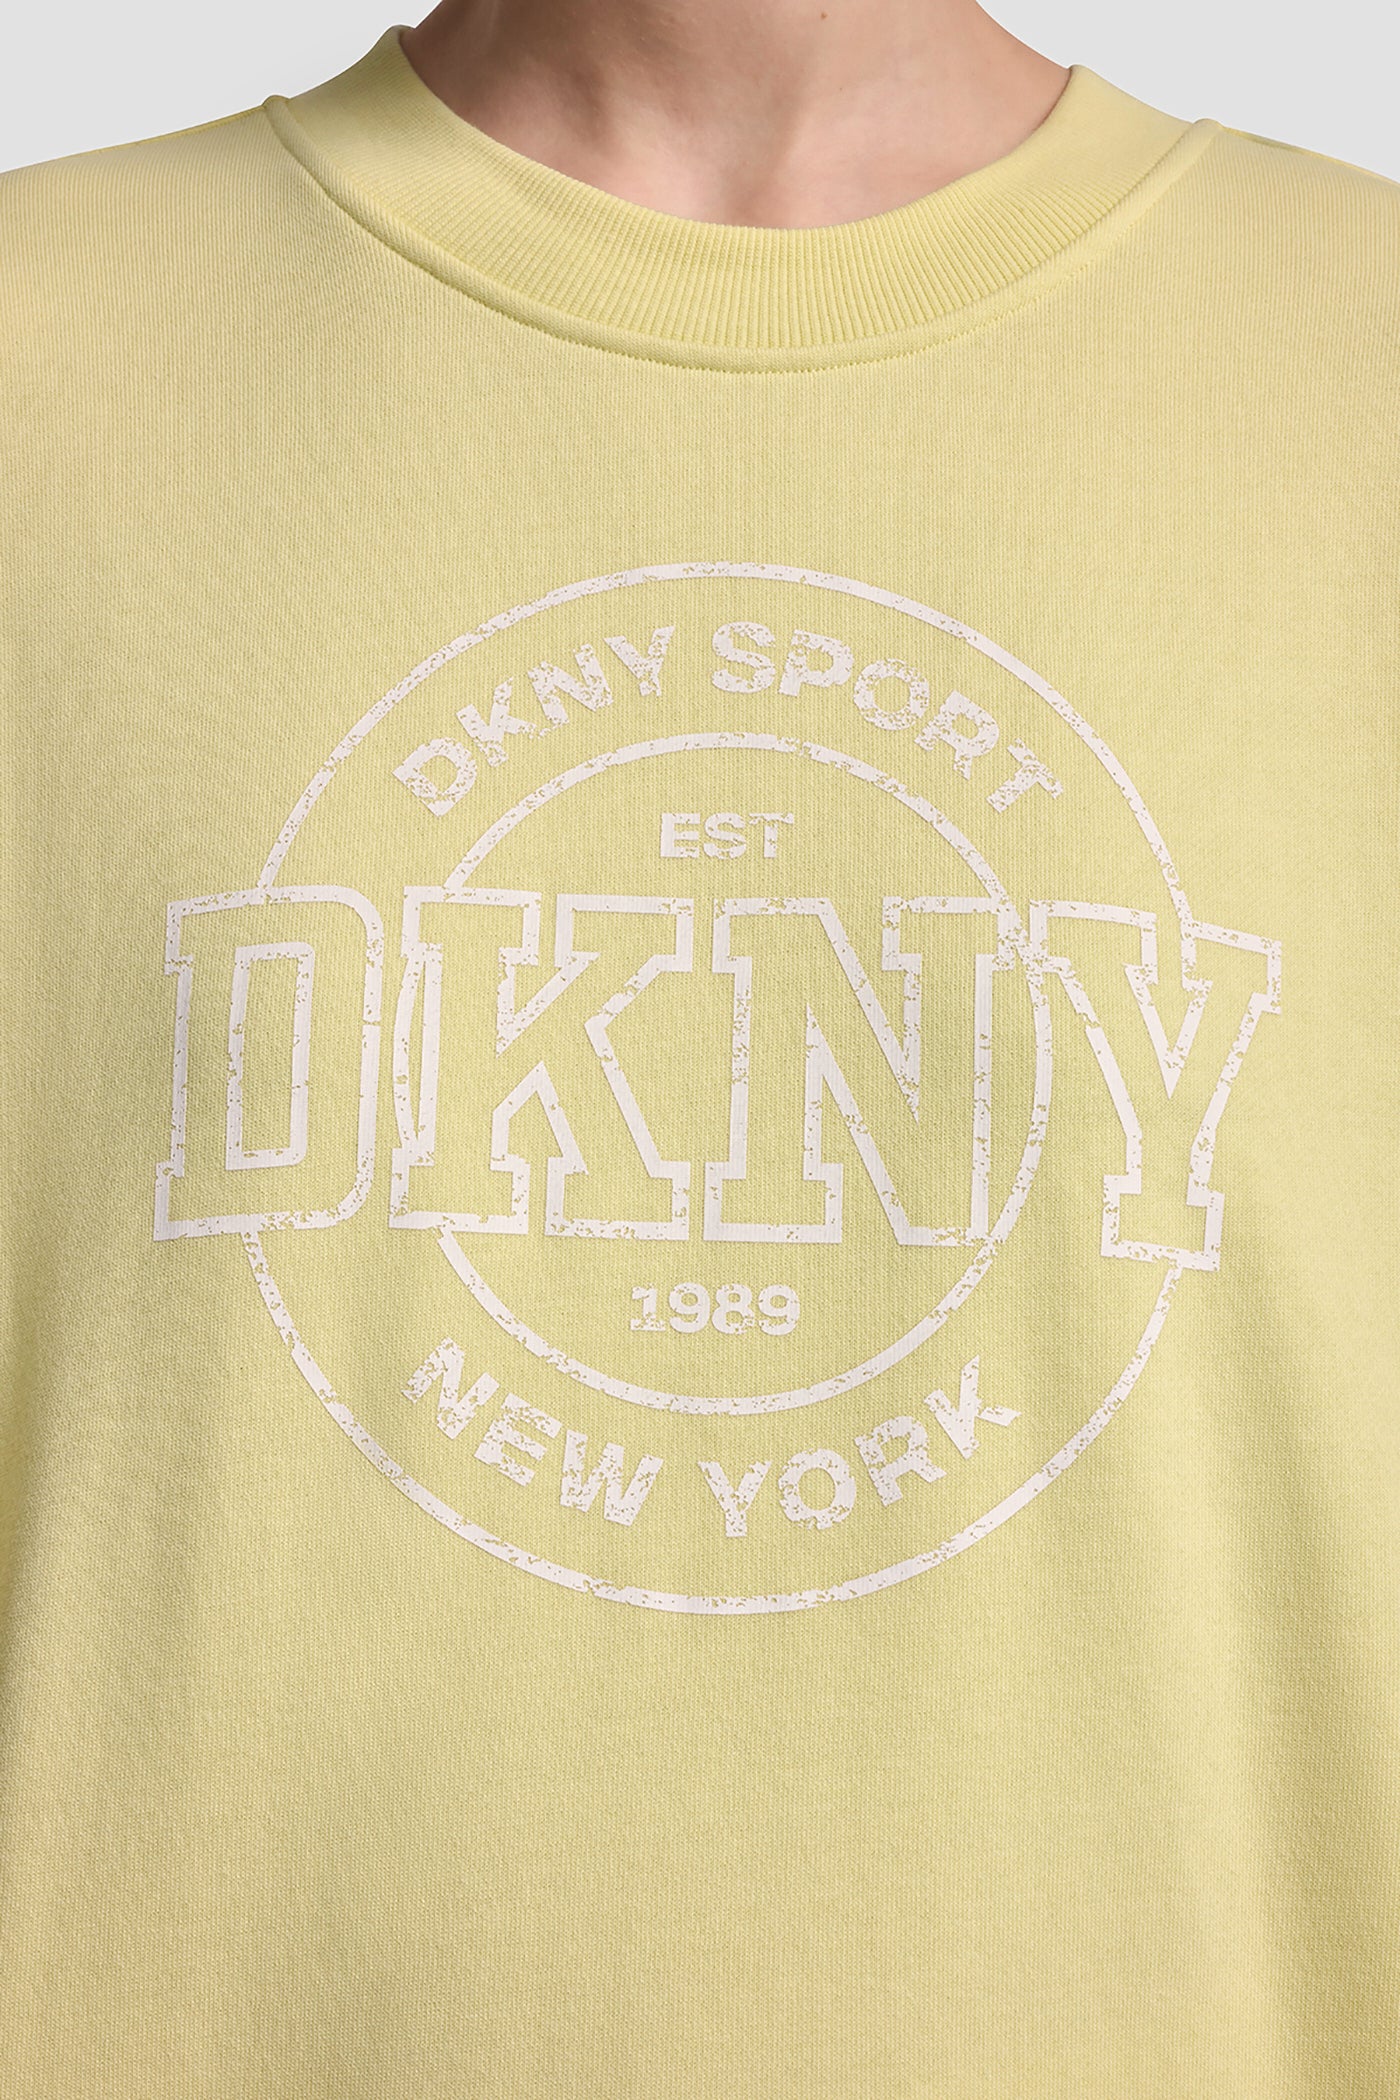 DKNY SPORT
EST
DKNY
1989
NEW YORK